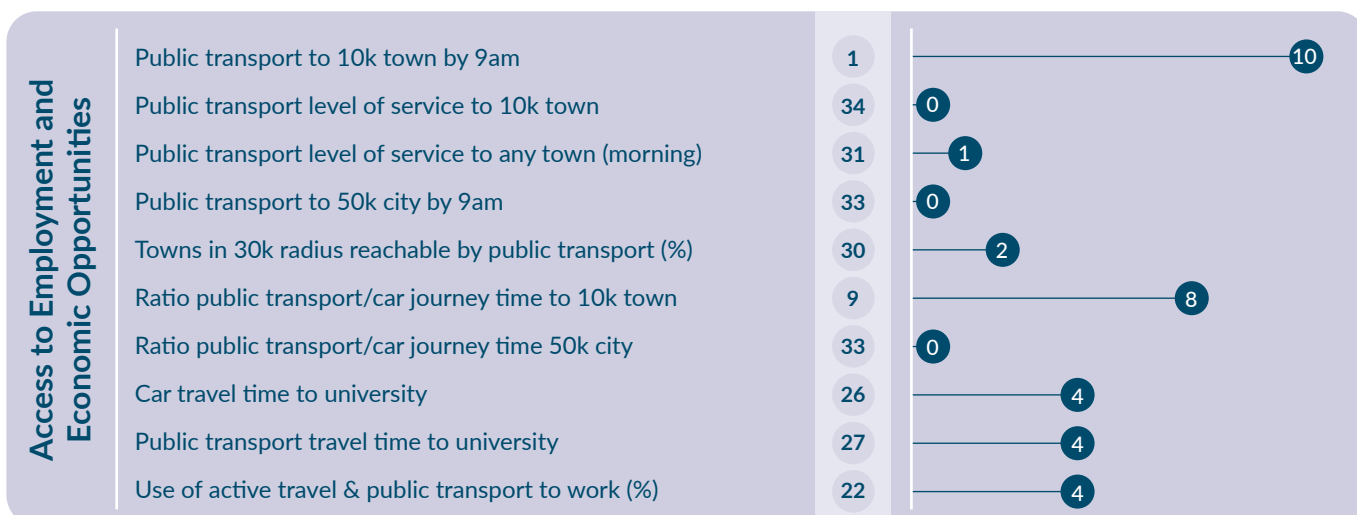 Access to Employment and
Economic Opportunities
Public transport to 10k town by 9am 1 10
Public transport level of service to 10k town 34 0
Public transport level of service to any town (morning) 31 1
Public transport to 50k city by 9am 33 0
Towns in 30k radius reachable by public transport (%) 30 2
Ratio public transport/car journey time to 10k town 9 8
Ratio public transport/car journey time 50k city 33 0
Car travel time to university 26 4
Public transport travel time to university 27 4
Use of active travel & public transport to work (%) 22 4